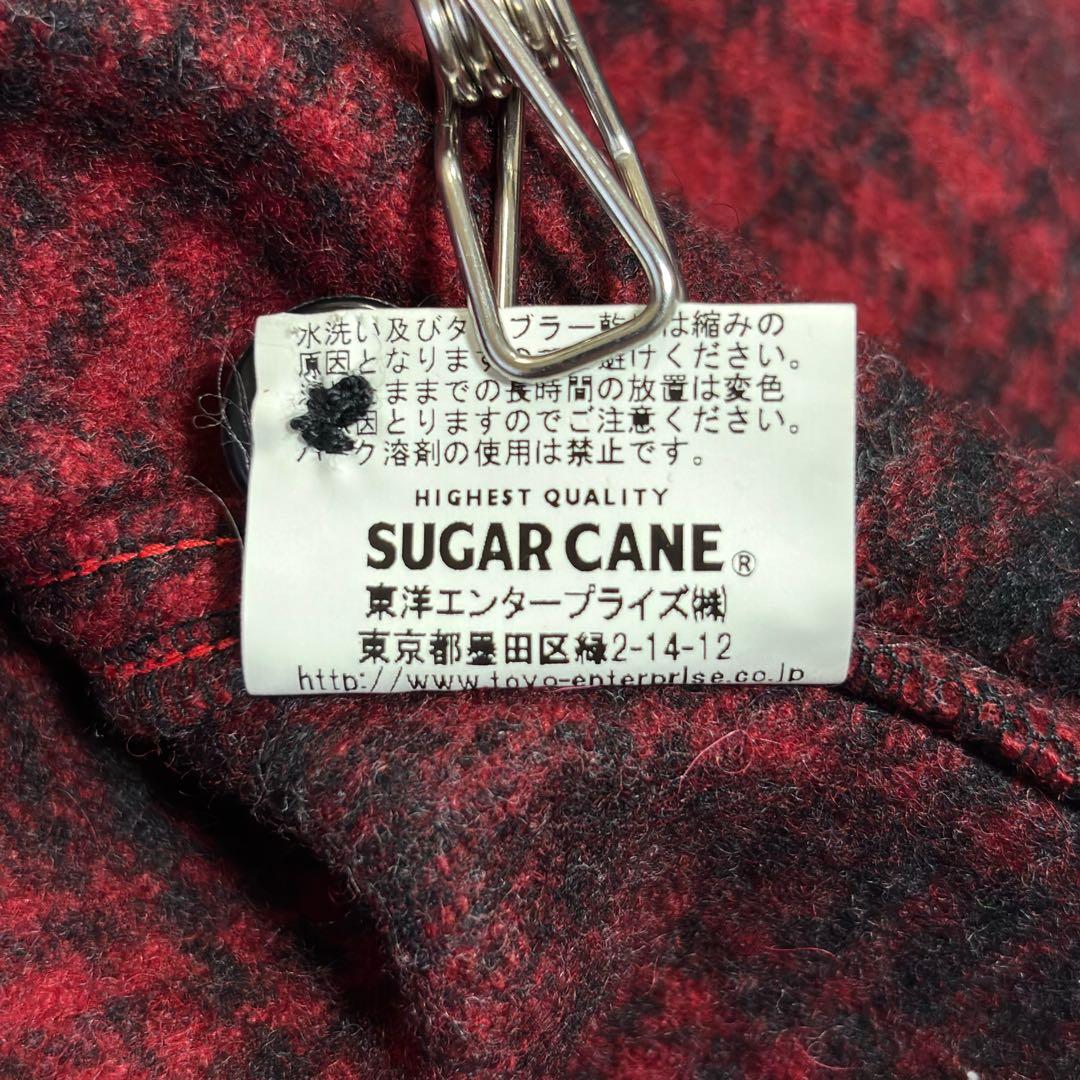 水洗い及びタ ブラー乾 は縮みの
原因となります 避けください。
ままでの長時間の放置は変色
因とりますのでご注意ください。
ク溶剤の使用は禁止です。
HIGHEST QUALITY
SUGAR CANE®
東洋エンタープライズ㈱
東京都墨田区緑2-14-12
http://www.toyo-enterprise.co.jp